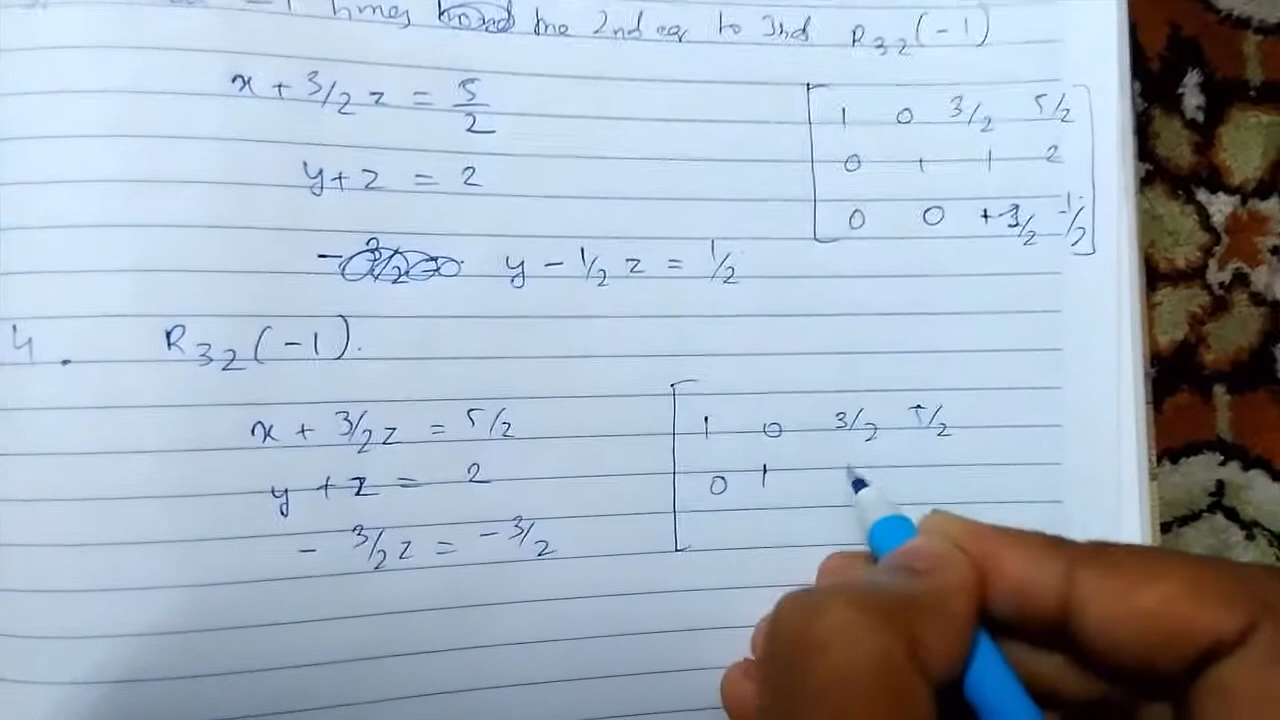 -1 times the 2nd eq to 3rd R32(-1)
x + 3/2 z = 5/2
y + z = 2
y - 1/2 z = 1/2
1 0 3/2 5/2
0 1 1 2
0 0 + 3/2 -1/2
4. R32(-1).
x + 3/2 z = 5/2
y + z = 2
- 3/2 z = -3/2
1 0 3/2 5/2
0 1